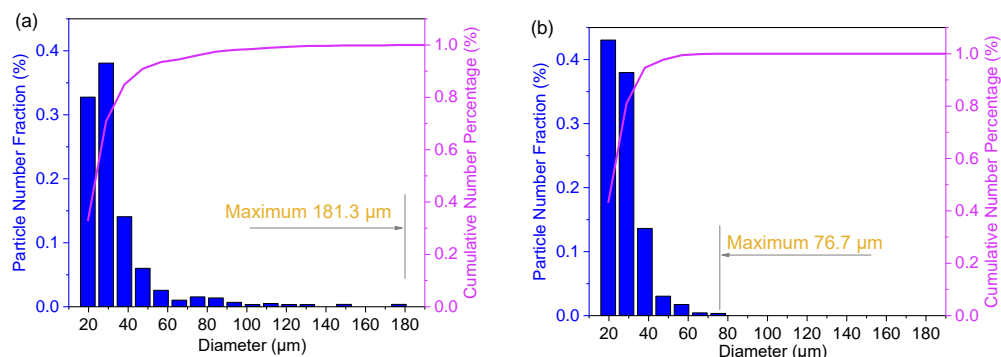 (a)
Particle Number Fraction (%)
0.4
0.3
0.2
0.1
0.0
Maximum 181.3 µm
1.0
0.8
0.6
0.4
0.2
0.0
Cumulative Number Percentage (%)
20 40 60 80 100 120 140 160 180
Diameter (µm)
(b)
Particle Number Fraction (%)
0.4
0.3
0.2
0.1
0.0
Maximum 76.7 µm
1.0
0.8
0.6
0.4
0.2
0.0
Cumulative Number Percentage (%)
20 40 60 80 100 120 140 160 180
Diameter (µm)